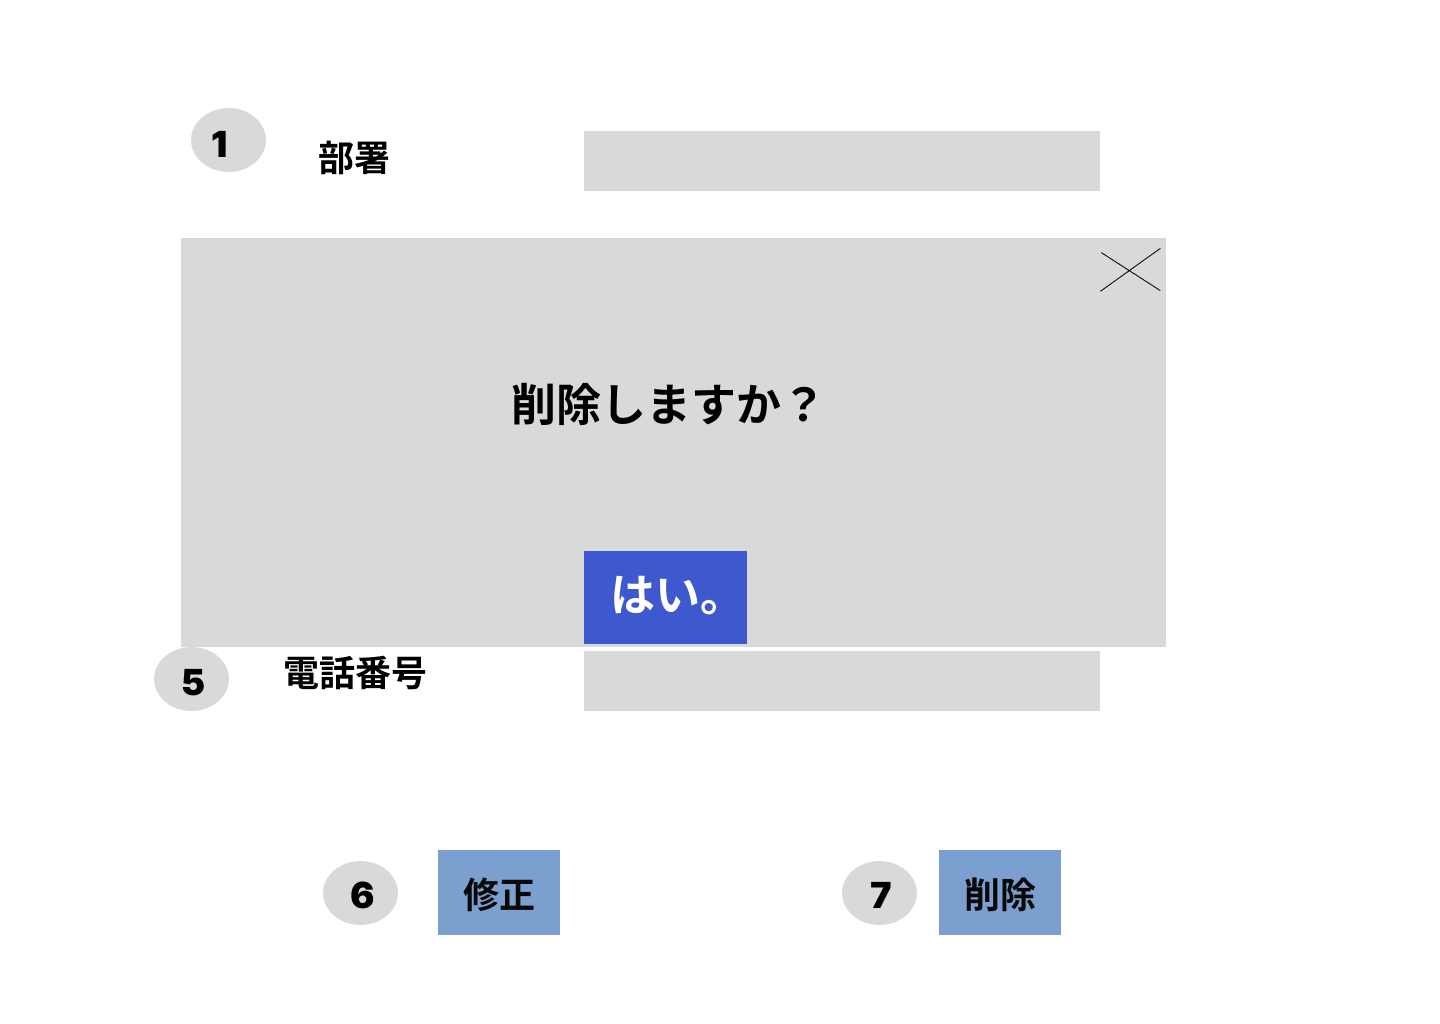 1 部署
削除しますか？
はい。
5 電話番号
6 修正 7 削除